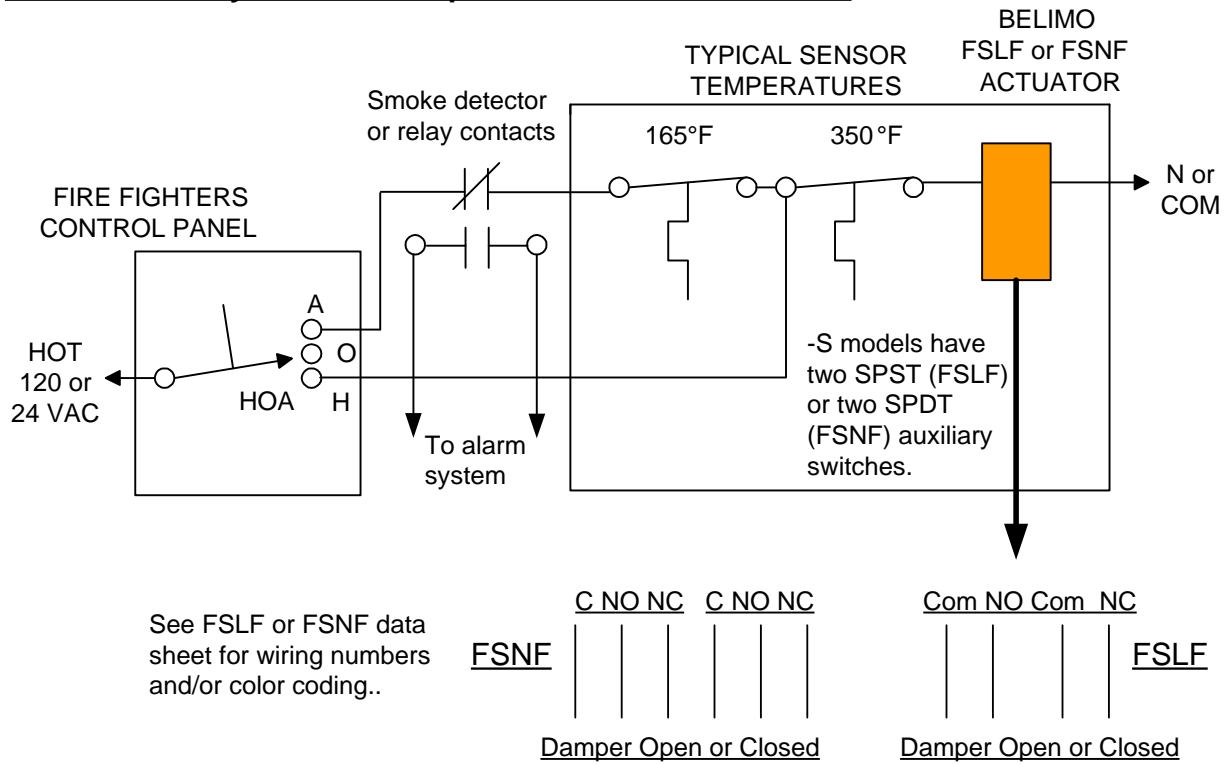 BELIMO
FSLF or FSNF
ACTUATOR
TYPICAL SENSOR
TEMPERATURES
Smoke detector
or relay contacts
165°F
350 °F
N or
COM
FIRE FIGHTERS
CONTROL PANEL
A
O
H
HOA
HOT
120 or
24 VAC
To alarm
system
-S models have
two SPST (FSLF)
or two SPDT
(FSNF) auxiliary
switches.
See FSLF or FSNF data
sheet for wiring numbers
and/or color coding..
FSNF
C NO NC C NO NC
Damper Open or Closed
Com NO Com NC
FSLF
Damper Open or Closed